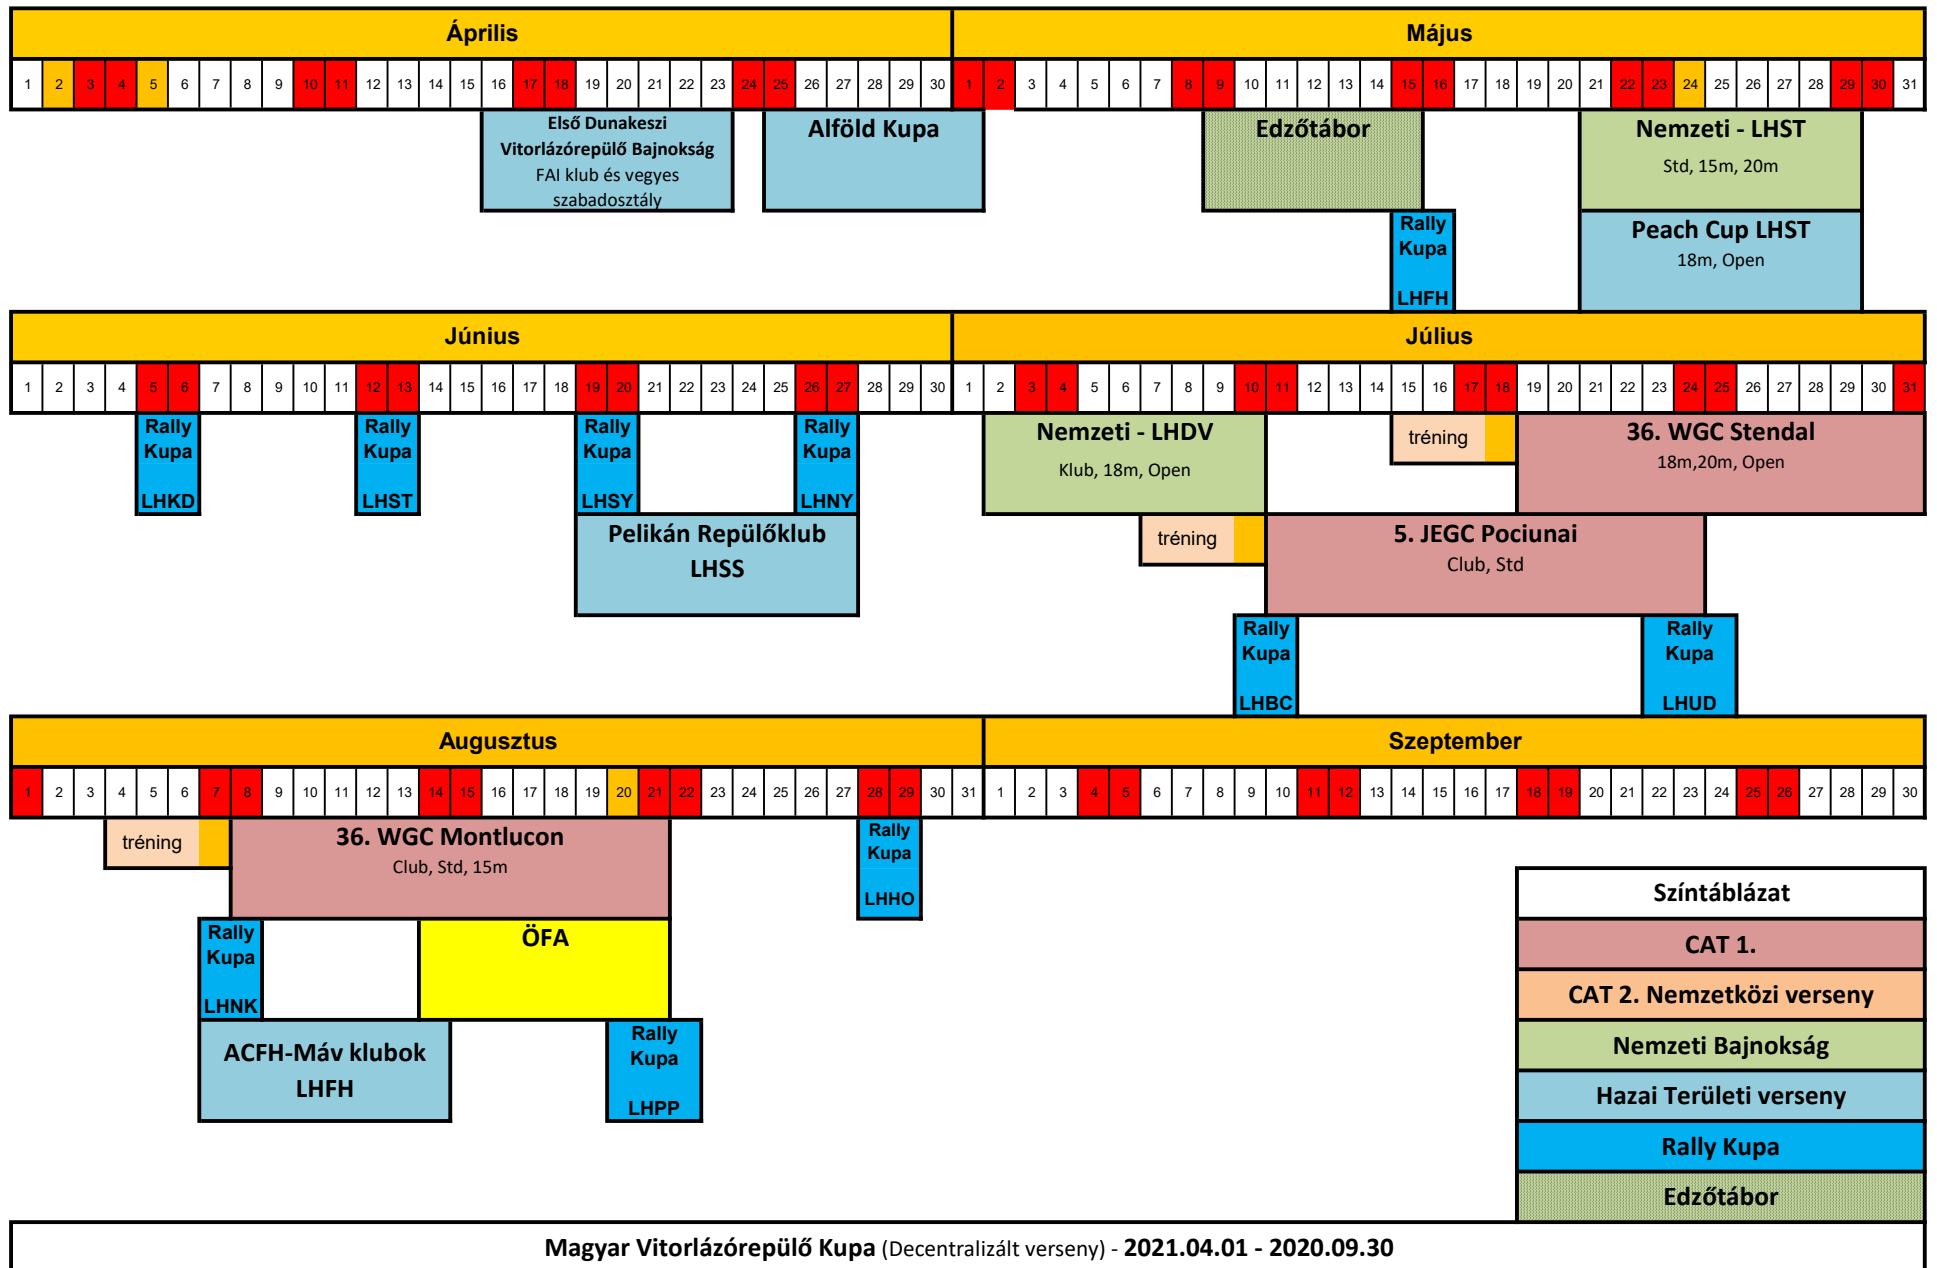 Április Május
1 2 3 4 5 6 7 8 9 10 11 12 13 14 15 16 17 18 19 20 21 22 23 24 25 26 27 28 29 30 1 2 3 4 5 6 7 8 9 10 11 12 13 14 15 16 17 18 19 20 21 22 23 24 25 26 27 28 29 30 31
Első Dunakeszi
Vitorlázórepülő Bajnokság
FAI klub és vegyes
szabadosztály
Alföld Kupa
Edzőtábor
Nemzeti - LHST
Std, 15m, 20m
Rally
Kupa
LHFH
Peach Cup LHST
18m, Open
Június Július
1 2 3 4 5 6 7 8 9 10 11 12 13 14 15 16 17 18 19 20 21 22 23 24 25 26 27 28 29 30 1 2 3 4 5 6 7 8 9 10 11 12 13 14 15 16 17 18 19 20 21 22 23 24 25 26 27 28 29 30 31
Rally
Kupa
LHKD
Rally
Kupa
LHST
Rally
Kupa
LHSY
Rally
Kupa
LHNY
Nemzeti - LHDV
Klub, 18m, Open
tréning
36. WGC Stendal
18m,20m, Open
Pelikán Repülőklub
LHSS
tréning
5. JEGC Pociunai
Club, Std
Rally
Kupa
LHBC
Rally
Kupa
LHUD
Augusztus Szeptember
1 2 3 4 5 6 7 8 9 10 11 12 13 14 15 16 17 18 19 20 21 22 23 24 25 26 27 28 29 30 31 1 2 3 4 5 6 7 8 9 10 11 12 13 14 15 16 17 18 19 20 21 22 23 24 25 26 27 28 29 30
tréning
36. WGC Montlucon
Club, Std, 15m
Rally
Kupa
LHHO
Rally
Kupa
LHNK
ÖFA
ACFH-Máv klubok
LHFH
Rally
Kupa
LHPP
Színtáblázat
CAT 1.
CAT 2. Nemzetközi verseny
Nemzeti Bajnokság
Hazai Területi verseny
Rally Kupa
Edzőtábor
Magyar Vitorlázórepülő Kupa (Decentralizált verseny) - 2021.04.01 - 2020.09.30